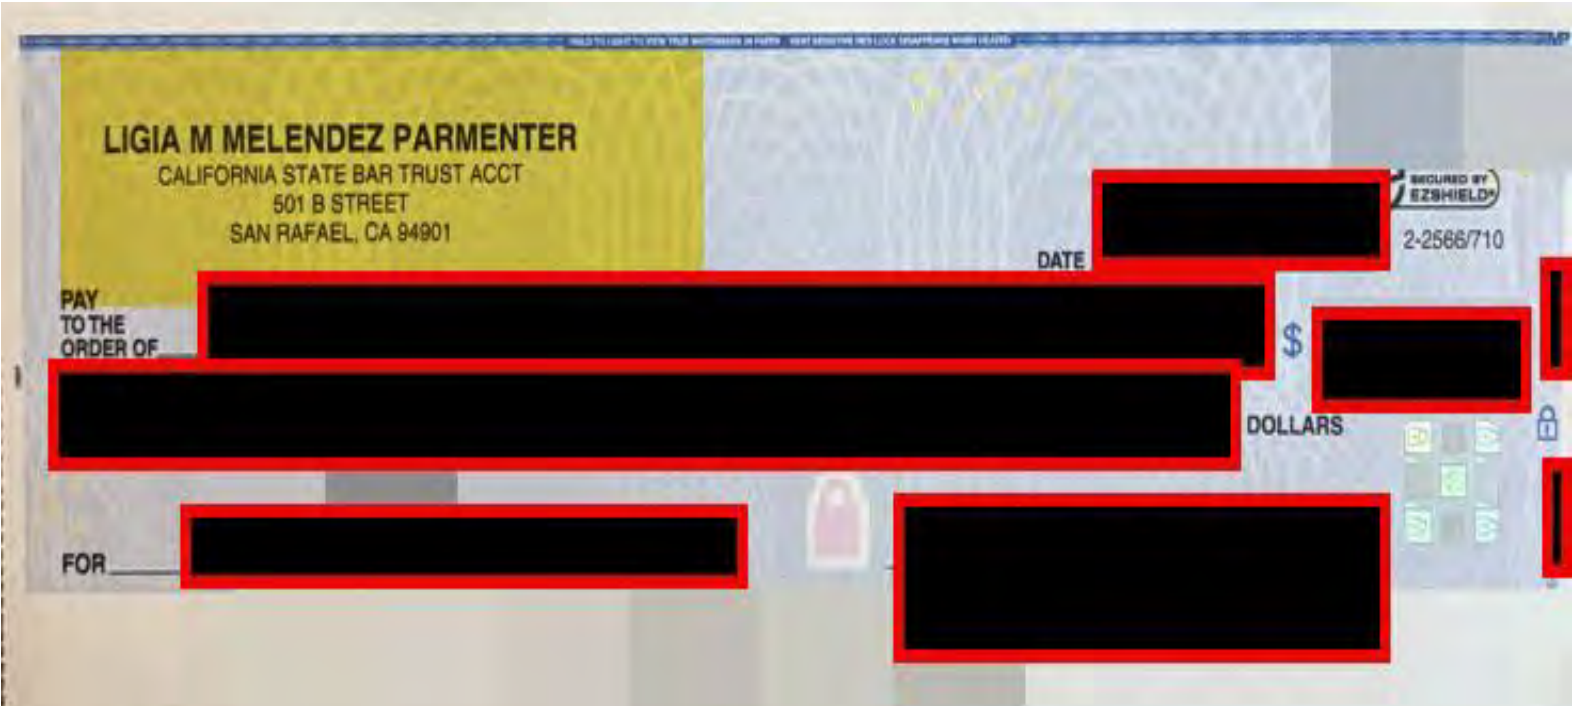 LIGIA M MELENDEZ PARMENTER
CALIFORNIA STATE BAR TRUST ACCT
501 B STREET
SAN RAFAEL, CA 94901
SECURED BY
EZSHIELD
2-2566/710
DATE
PAY
TO THE
ORDER OF
$
DOLLARS
FOR